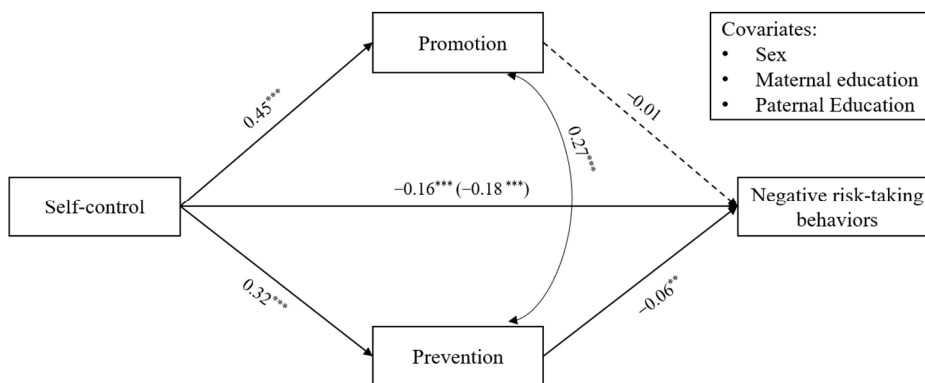 Promotion
Covariates:
• Sex
• Maternal education
• Paternal Education
0.45***
−0.01
0.27***
−0.16*** (−0.18 ***)
Self-control
Negative risk-taking
behaviors
0.32***
−0.06**
Prevention